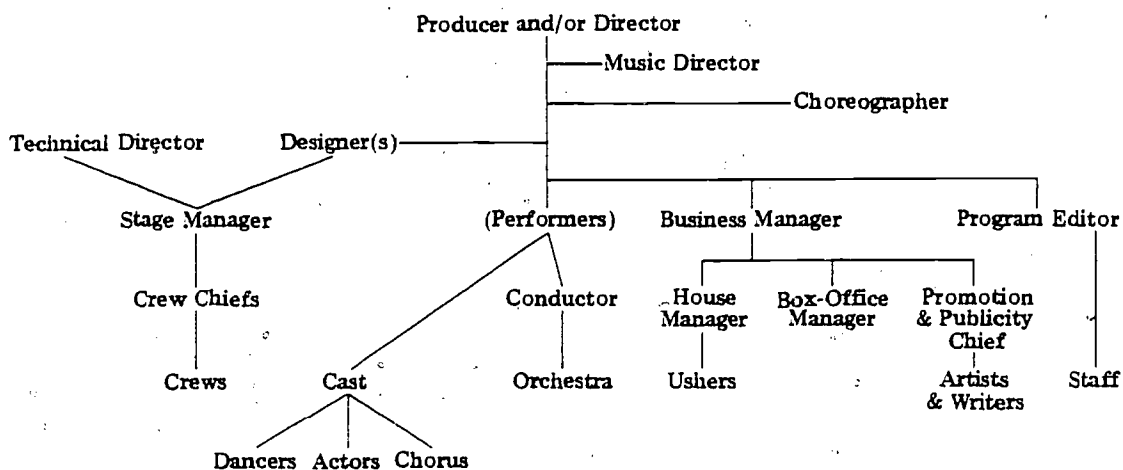 Producer and/or Director
Music Director
Choreographer
Technical Director
Designer(s)
Stage Manager
(Performers)
Business Manager
Program Editor
Crew Chiefs
Conductor
House
Manager
Box-Office
Manager
Promotion
& Publicity
Chief
Crews
Cast
Orchestra
Ushers
Artists
& Writers
Staff
Dancers
Actors
Chorus